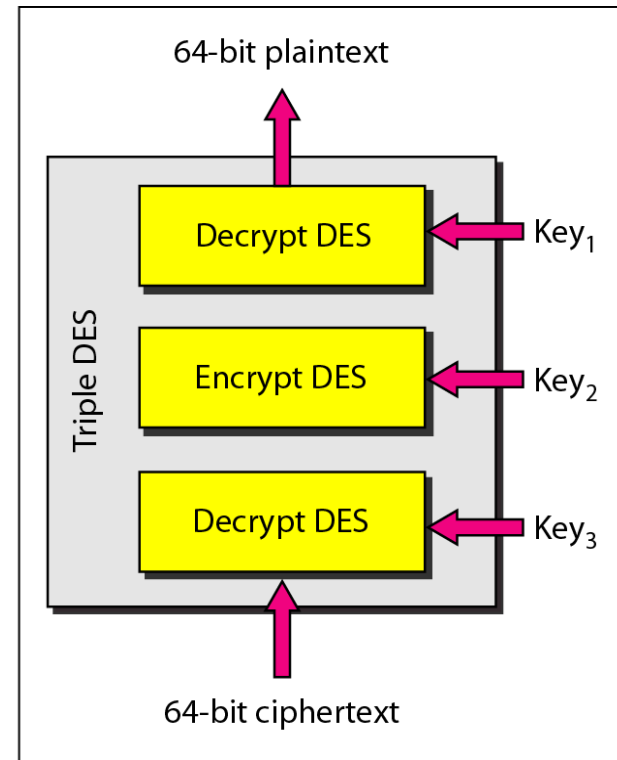 64-bit plaintext
Decrypt DES
Key₁
Triple DES
Encrypt DES
Key₂
Decrypt DES
Key₃
64-bit ciphertext